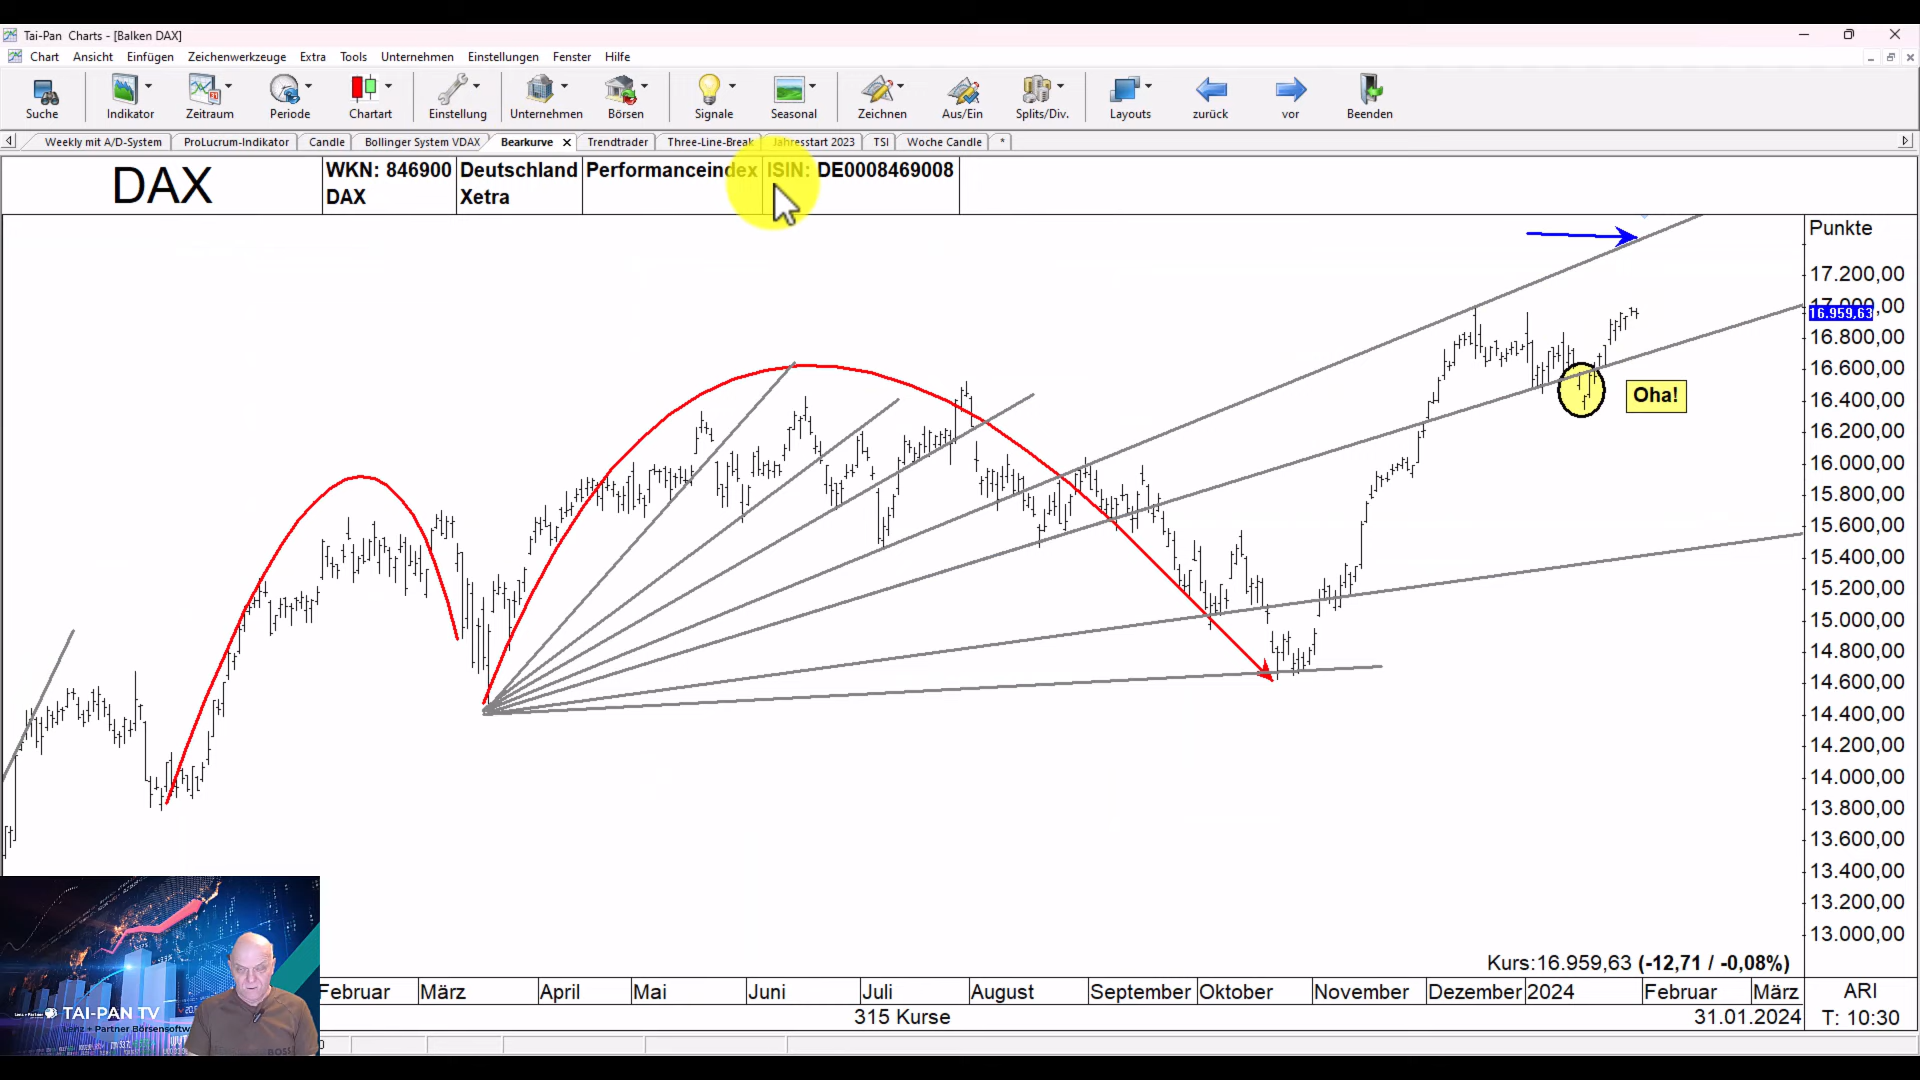 Tai-Pan Charts - [Balken DAX]
Chart Ansicht Einfügen Zeichenwerkzeuge Extra Tools Unternehmen Einstellungen Fenster Hilfe
Suche Indikator Zeitraum Periode Chartart Einstellung Unternehmen Börsen Signale Seasonal Zeichnen Aus/Ein Splits/Div. Layouts zurück vor Beenden
Weekly mit A/D-System ProLucrum-Indikator Candle Bollinger System VDAX Bearkurve Trendtrader Three-Line-Break Jahresstart 2023 TSI Woche Candle *
DAX
WKN: 846900 Deutschland Performanceindex ISIN: DE0008469008
DAX Xetra
Punkte
17.200,00
17.000,00
16.959,63
16.800,00
16.600,00
16.400,00
16.200,00
16.000,00
15.800,00
15.600,00
15.400,00
15.200,00
15.000,00
14.800,00
14.600,00
14.400,00
14.200,00
14.000,00
13.800,00
13.600,00
13.400,00
13.200,00
13.000,00
Oha!
Kurs:16.959,63 (-12,71 / -0,08%)
Februar März April Mai Juni Juli August September Oktober November Dezember 2024 Februar März ARI
315 Kurse 31.01.2024 T: 10:30
TAI-PAN TV
Lenz + Partner Börsensoftw